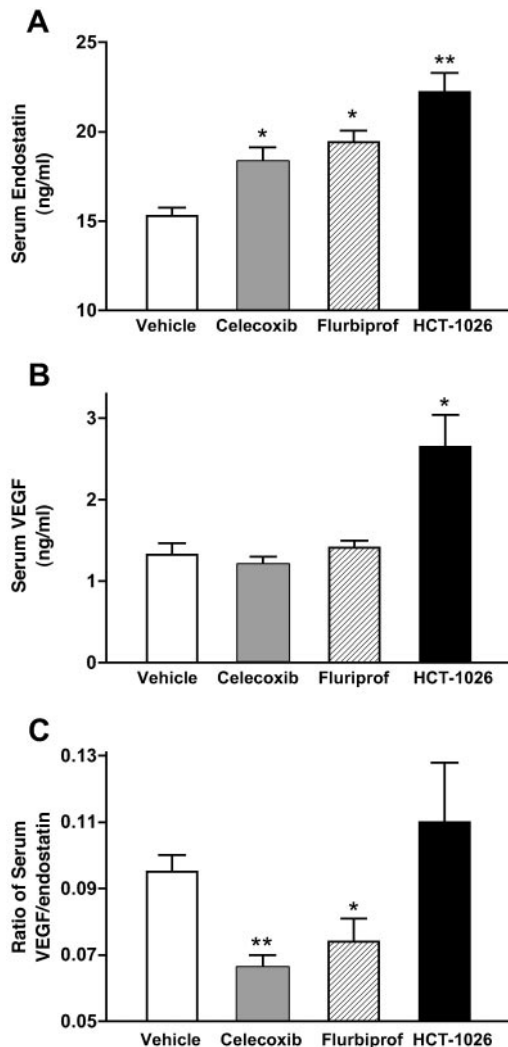 A
25
20
15
10
Serum Endostatin
(ng/ml)
*
*
**
Vehicle Celecoxib Flurbiprof HCT-1026
B
3
2
1
0
Serum VEGF
(ng/ml)
*
Vehicle Celecoxib Fluriprof HCT-1026
C
0.13
0.11
0.09
0.07
0.05
Ratio of Serum
VEGF/endostatin
**
*
Vehicle Celecoxib Flurbiprof HCT-1026